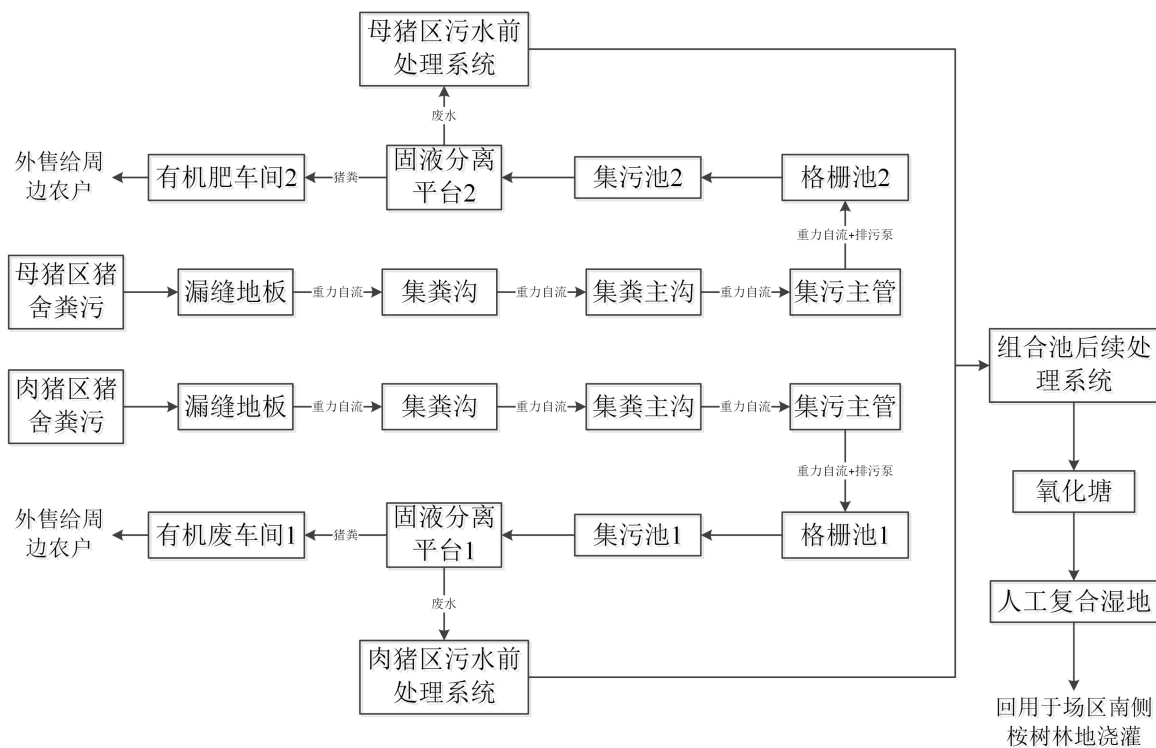 母猪区污水前
处理系统
废水
外售给周
边农户
有机肥车间2
猪粪
固液分离
平台2
集污池2
格栅池2
重力自流+排污泵
母猪区猪
舍粪污
漏缝地板
重力自流
集粪沟
重力自流
集粪主沟
重力自流
集污主管
组合池后续处
理系统
肉猪区猪
舍粪污
漏缝地板
重力自流
集粪沟
重力自流
集粪主沟
重力自流
集污主管
重力自流+排污泵
氧化塘
外售给周
边农户
有机废车间1
猪粪
固液分离
平台1
集污池1
格栅池1
废水
人工复合湿地
肉猪区污水前
处理系统
回用于场区南侧
桉树林地浇灌